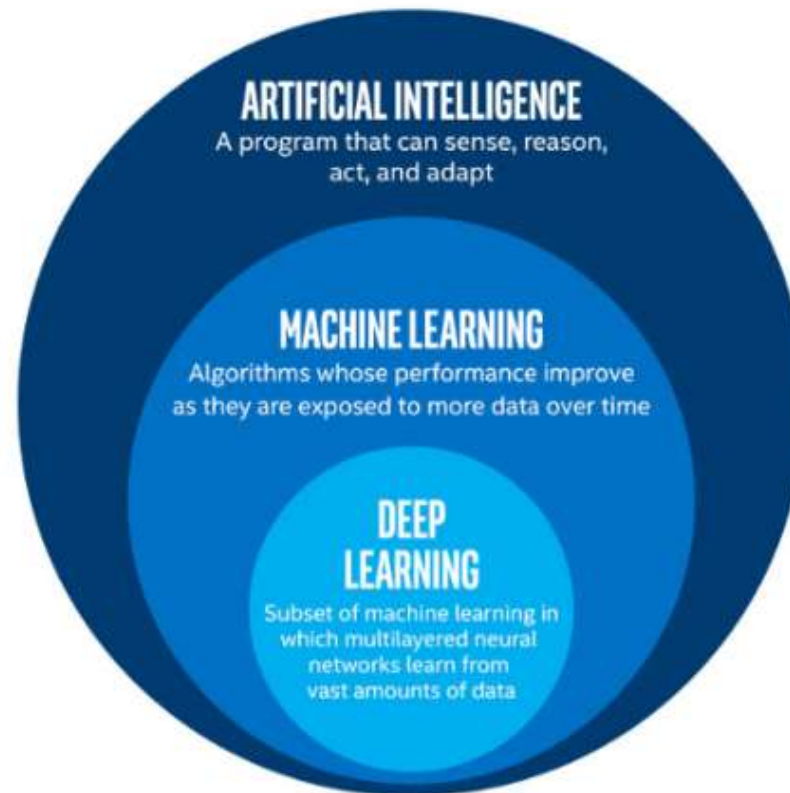 ARTIFICIAL INTELLIGENCE
A program that can sense, reason,
act, and adapt
MACHINE LEARNING
Algorithms whose performance improve
as they are exposed to more data over time
DEEP
LEARNING
Subset of machine learning in
which multilayered neural
networks learn from
vast amounts of data